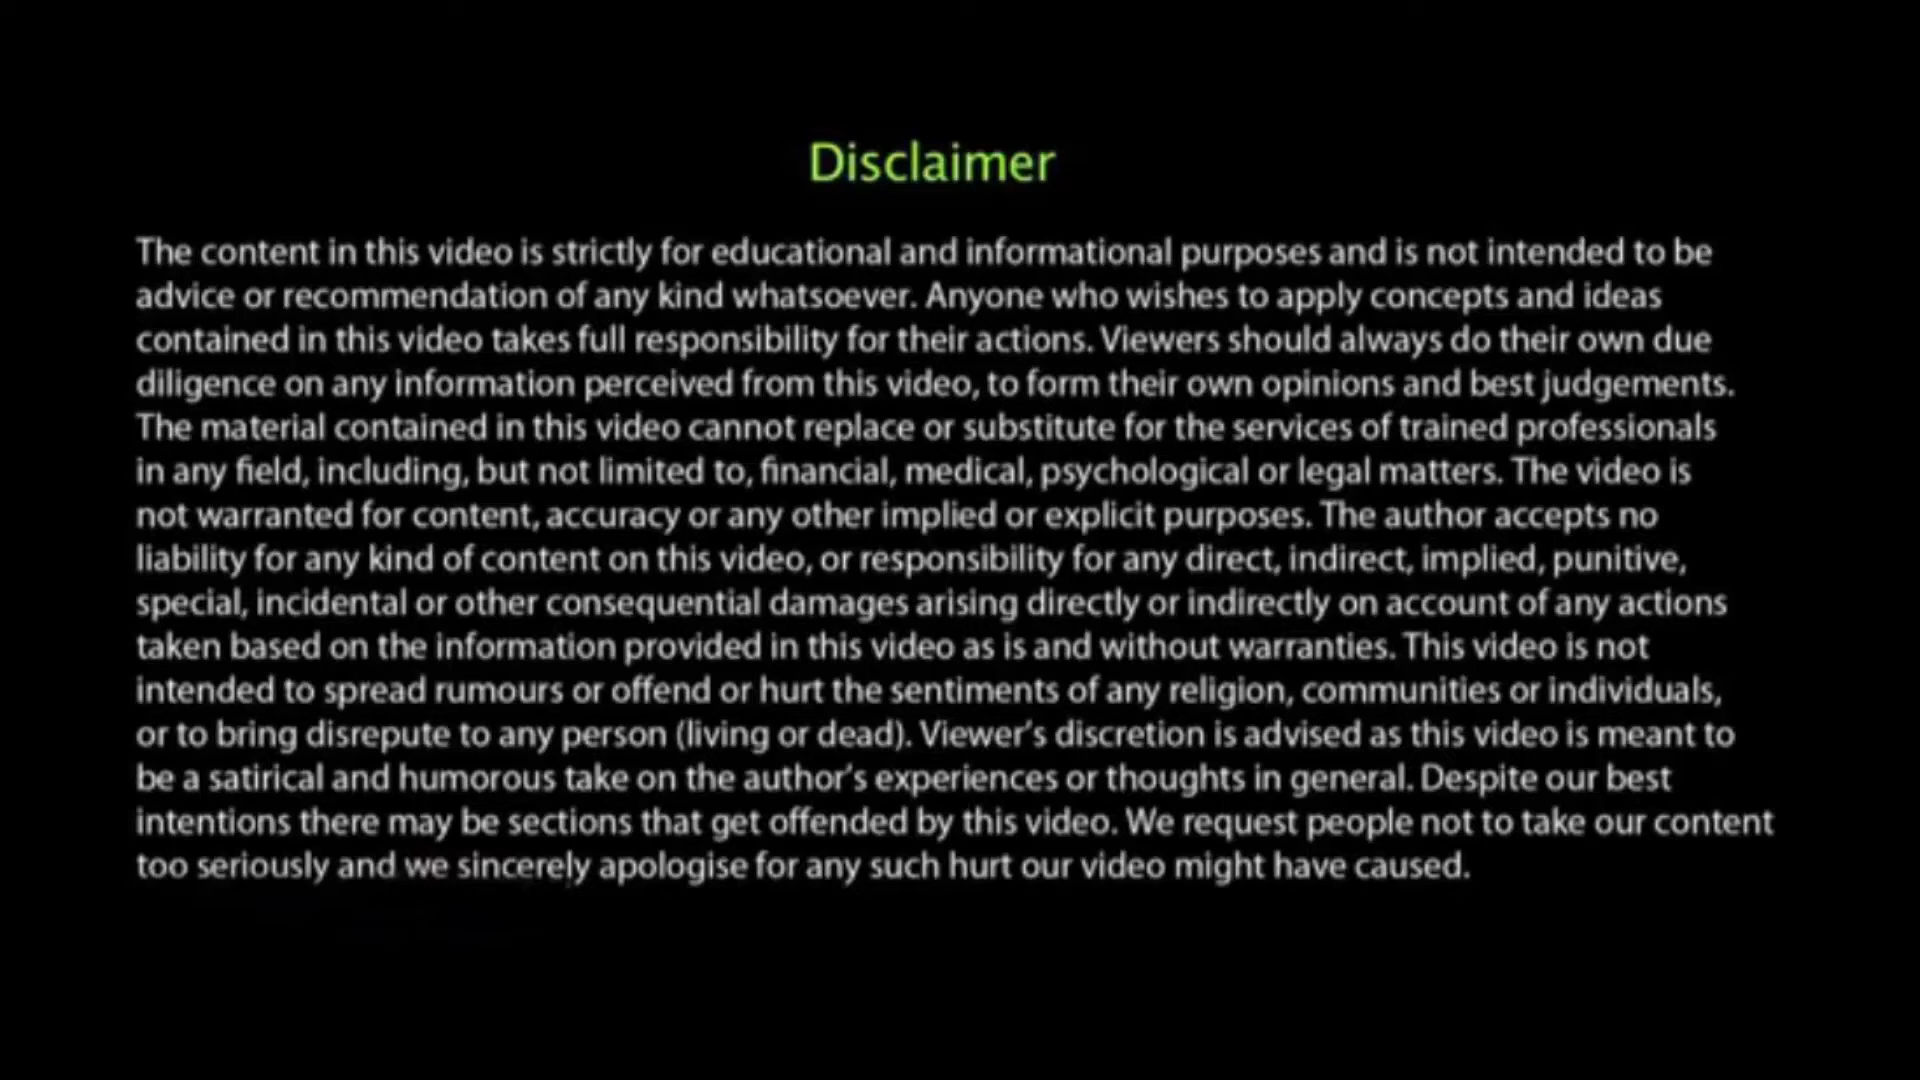 Disclaimer
The content in this video is strictly for educational and informational purposes and is not intended to be
advice or recommendation of any kind whatsoever. Anyone who wishes to apply concepts and ideas
contained in this video takes full responsibility for their actions. Viewers should always do their own due
diligence on any information perceived from this video, to form their own opinions and best judgements.
The material contained in this video cannot replace or substitute for the services of trained professionals
in any field, including, but not limited to, financial, medical, psychological or legal matters. The video is
not warranted for content, accuracy or any other implied or explicit purposes. The author accepts no
liability for any kind of content on this video, or responsibility for any direct, indirect, implied, punitive,
special, incidental or other consequential damages arising directly or indirectly on account of any actions
taken based on the information provided in this video as is and without warranties. This video is not
intended to spread rumours or offend or hurt the sentiments of any religion, communities or individuals,
or to bring disrepute to any person (living or dead). Viewer's discretion is advised as this video is meant to
be a satirical and humorous take on the author's experiences or thoughts in general. Despite our best
intentions there may be sections that get offended by this video. We request people not to take our content
too seriously and we sincerely apologise for any such hurt our video might have caused.